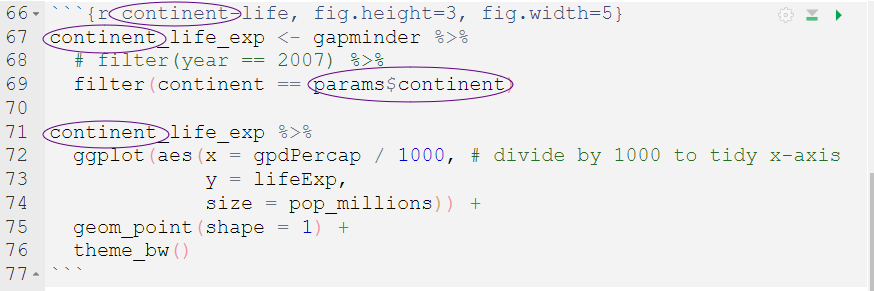 66 ```{r continent-life, fig.height=3, fig.width=5}
67 continent_life_exp <- gapminder %>%
68   # filter(year == 2007) %>%
69   filter(continent == params$continent)
70
71 continent_life_exp %>%
72   ggplot(aes(x = gpdPercap / 1000, # divide by 1000 to tidy x-axis
73              y = lifeExp,
74              size = pop_millions)) +
75   geom_point(shape = 1) +
76   theme_bw()
77 ```